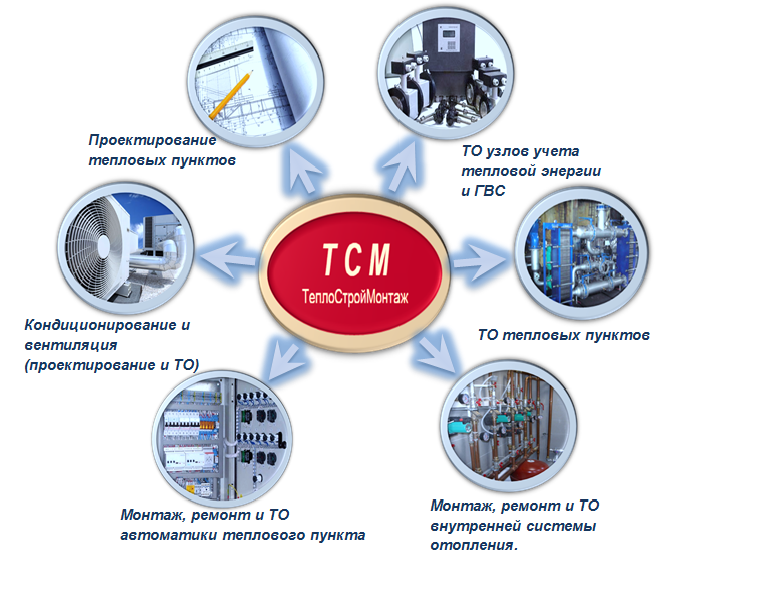 Проектирование
тепловых пунктов
ТО узлов учета
тепловой энергии
и ГВС
Т С М
ТеплоСтройМонтаж
Кондиционирование и
вентиляция
(проектирование и ТО)
ТО тепловых пунктов
Монтаж, ремонт и ТО
автоматики теплового пункта
Монтаж, ремонт и ТО
внутренней системы
отопления.